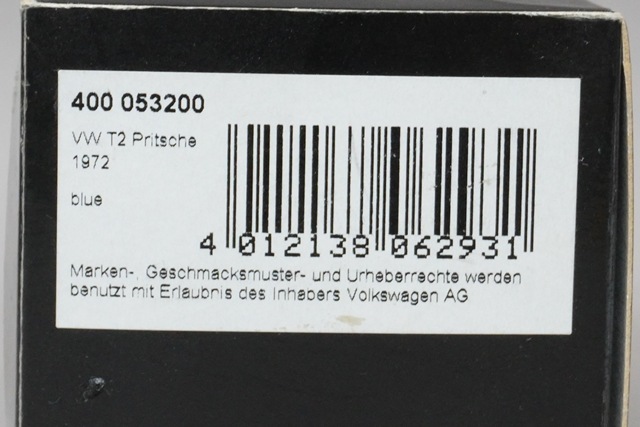 400 053200
VW T2 Pritsche
1972
blue
4 012138 062931
Marken-, Geschmacksmuster- und Urheberrechte werden
benutzt mit Erlaubnis des Inhabers Volkswagen AG